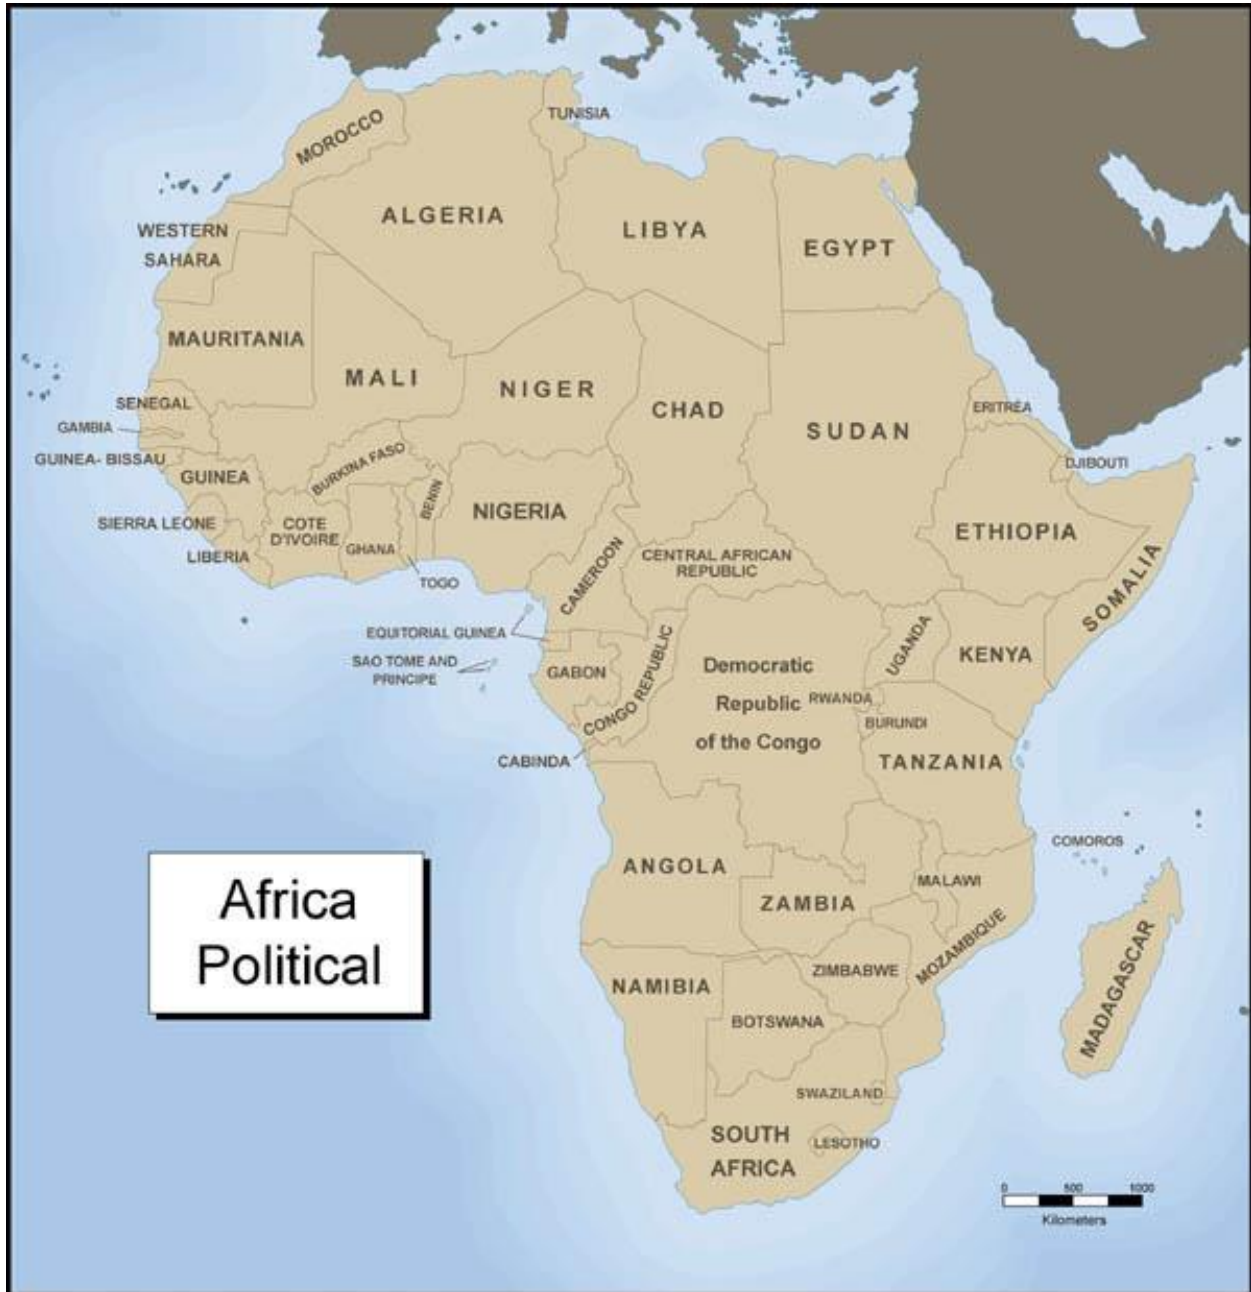 TUNISIA
MOROCCO
ALGERIA
LIBYA
EGYPT
WESTERN
SAHARA
MAURITANIA
MALI
NIGER
CHAD
SUDAN
ERITREA
SENEGAL
GAMBIA
GUINEA- BISSAU
GUINEA
BURKINA FASO
BENIN
NIGERIA
DJIBOUTI
SIERRA LEONE
COTE
D'IVOIRE
GHANA
LIBERIA
TOGO
CAMEROON
CENTRAL AFRICAN
REPUBLIC
ETHIOPIA
SOMALIA
EQUITORIAL GUINEA
SAO TOME AND
PRINCIPE
GABON
CONGO REPUBLIC
Democratic
Republic
of the Congo
UGANDA
KENYA
RWANDA
BURUNDI
CABINDA
TANZANIA
COMOROS
ANGOLA
ZAMBIA
MALAWI
MOZAMBIQUE
Africa
Political
NAMIBIA
ZIMBABWE
BOTSWANA
MADAGASCAR
SWAZILAND
SOUTH
AFRICA
LESOTHO
0 500 1000
Kilometers